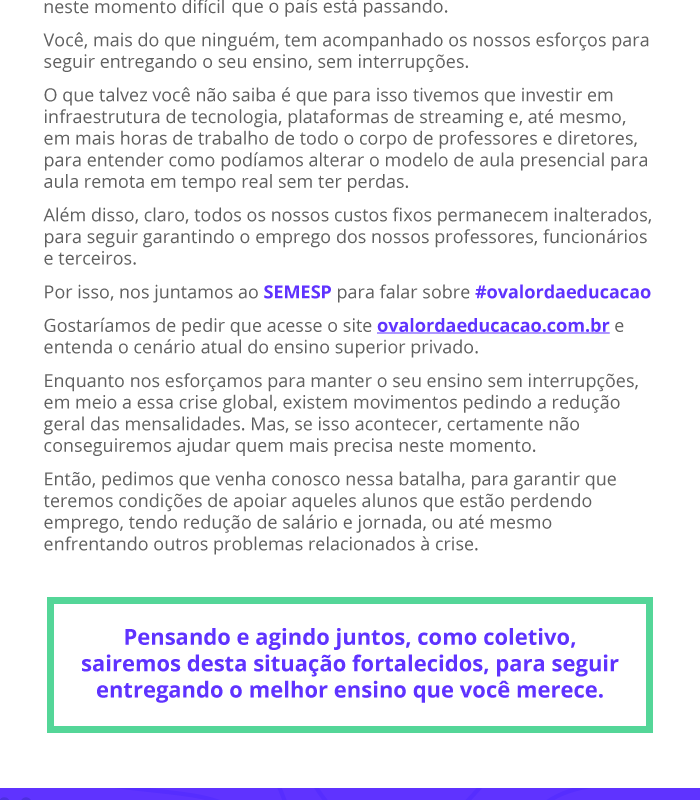 neste momento difícil que o país está passando.
Você, mais do que ninguém, tem acompanhado os nossos esforços para
seguir entregando o seu ensino, sem interrupções.
O que talvez você não saiba é que para isso tivemos que investir em
infraestrutura de tecnologia, plataformas de streaming e, até mesmo,
em mais horas de trabalho de todo o corpo de professores e diretores,
para entender como podíamos alterar o modelo de aula presencial para
aula remota em tempo real sem ter perdas.
Além disso, claro, todos os nossos custos fixos permanecem inalterados,
para seguir garantindo o emprego dos nossos professores, funcionários
e terceiros.
Por isso, nos juntamos ao SEMESP para falar sobre #ovalordaeducacao
Gostaríamos de pedir que acesse o site ovalordaeducacao.com.br e
entenda o cenário atual do ensino superior privado.
Enquanto nos esforçamos para manter o seu ensino sem interrupções,
em meio a essa crise global, existem movimentos pedindo a redução
geral das mensalidades. Mas, se isso acontecer, certamente não
conseguiremos ajudar quem mais precisa neste momento.
Então, pedimos que venha conosco nessa batalha, para garantir que
teremos condições de apoiar aqueles alunos que estão perdendo
emprego, tendo redução de salário e jornada, ou até mesmo
enfrentando outros problemas relacionados à crise.
Pensando e agindo juntos, como coletivo,
sairemos desta situação fortalecidos, para seguir
entregando o melhor ensino que você merece.